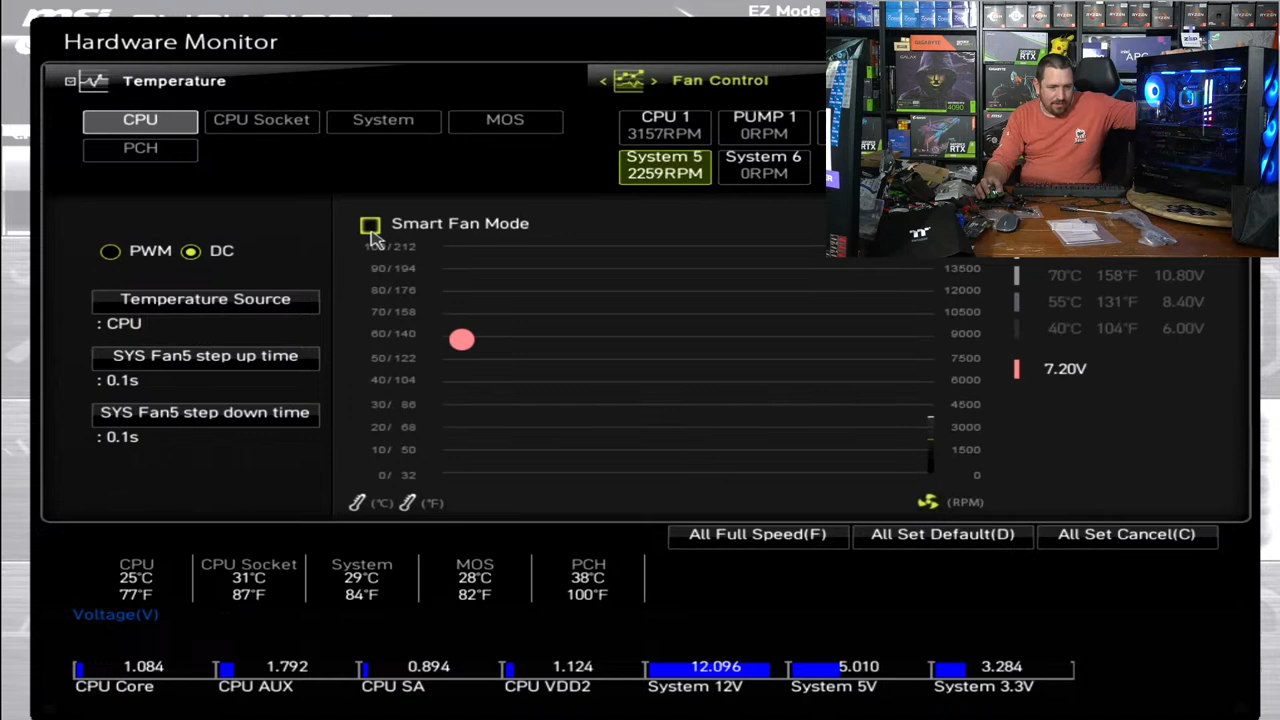 msi
EZ Mode
Hardware Monitor
Temperature
Fan Control
CPU
CPU Socket
System
MOS
PCH
CPU 1
3157RPM
PUMP 1
0RPM
System 5
2259RPM
System 6
0RPM
Smart Fan Mode
PWM
DC
Temperature Source
: CPU
SYS Fan5 step up time
: 0.1s
SYS Fan5 step down time
: 0.1s
100/212
90/194
80/176
70/158
60/140
50/122
40/104
30/ 86
20/ 68
10/ 50
0/ 32
(°C) (°F)
13500
12000
10500
9000
7500
6000
4500
3000
1500
0
(RPM)
70°C 158°F 10.80V
55°C 131°F 8.40V
40°C 104°F 6.00V
7.20V
All Full Speed(F)
All Set Default(D)
All Set Cancel(C)
CPU
25°C
77°F
CPU Socket
31°C
87°F
System
29°C
84°F
MOS
28°C
82°F
PCH
38°C
100°F
Voltage(V)
1.084
CPU Core
1.792
CPU AUX
0.894
CPU SA
1.124
CPU VDD2
12.096
System 12V
5.010
System 5V
3.284
System 3.3V